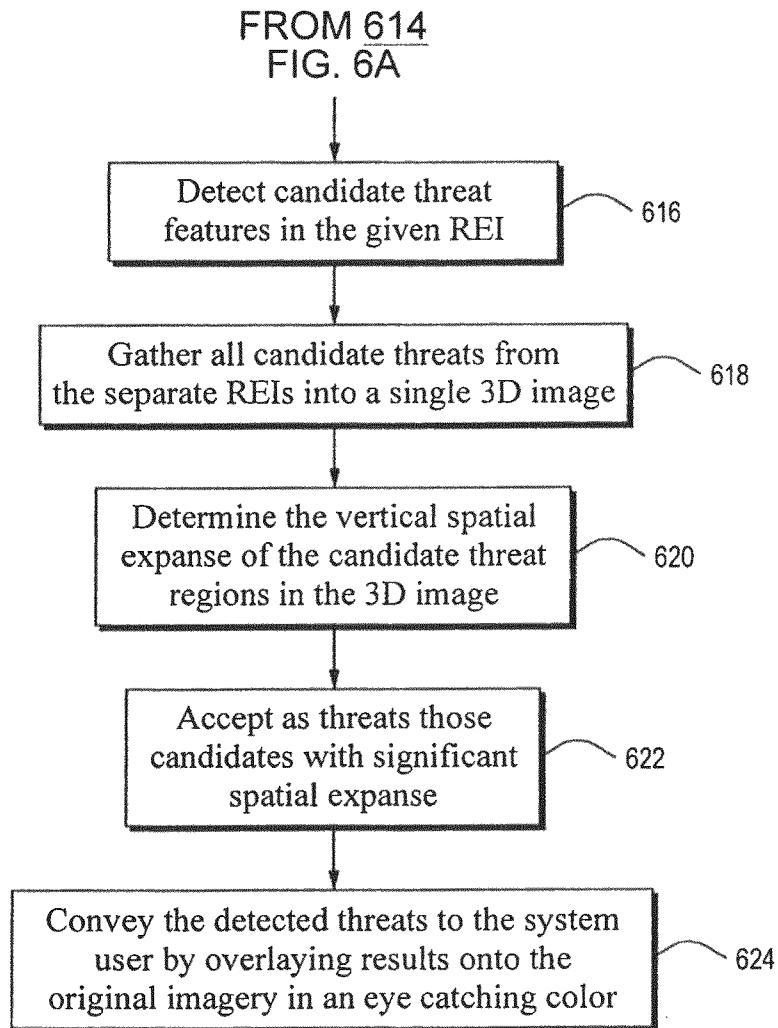 FROM 614
FIG. 6A
Detect candidate threat
features in the given REI
616
Gather all candidate threats from
the separate REIs into a single 3D image
618
Determine the vertical spatial
expanse of the candidate threat
regions in the 3D image
620
Accept as threats those
candidates with significant
spatial expanse
622
Convey the detected threats to the system
user by overlaying results onto the
original imagery in an eye catching color
624